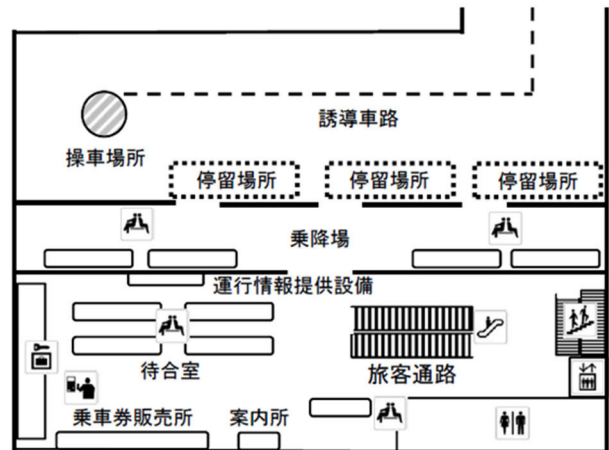 誘導車路
操車場所
停留場所
停留場所
停留場所
乗降場
運行情報提供設備
待合室
旅客通路
乗車券販売所
案内所